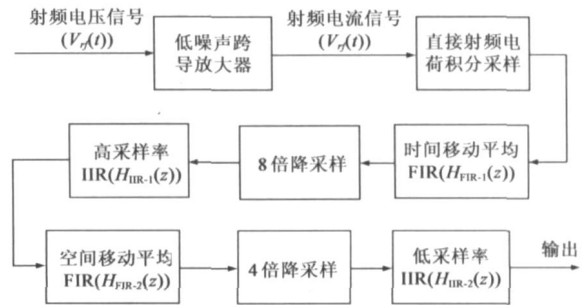 射频电压信号
(Vrf(t))
低噪声跨
导放大器
射频电流信号
(Vrf(t))
直接射频电
荷积分采样
高采样率
IIR(HIIR-1(z))
8倍降采样
时间移动平均
FIR(HFIR-1(z))
空间移动平均
FIR(HFIR-2(z))
4倍降采样
低采样率
IIR(HIIR-2(z))
输出